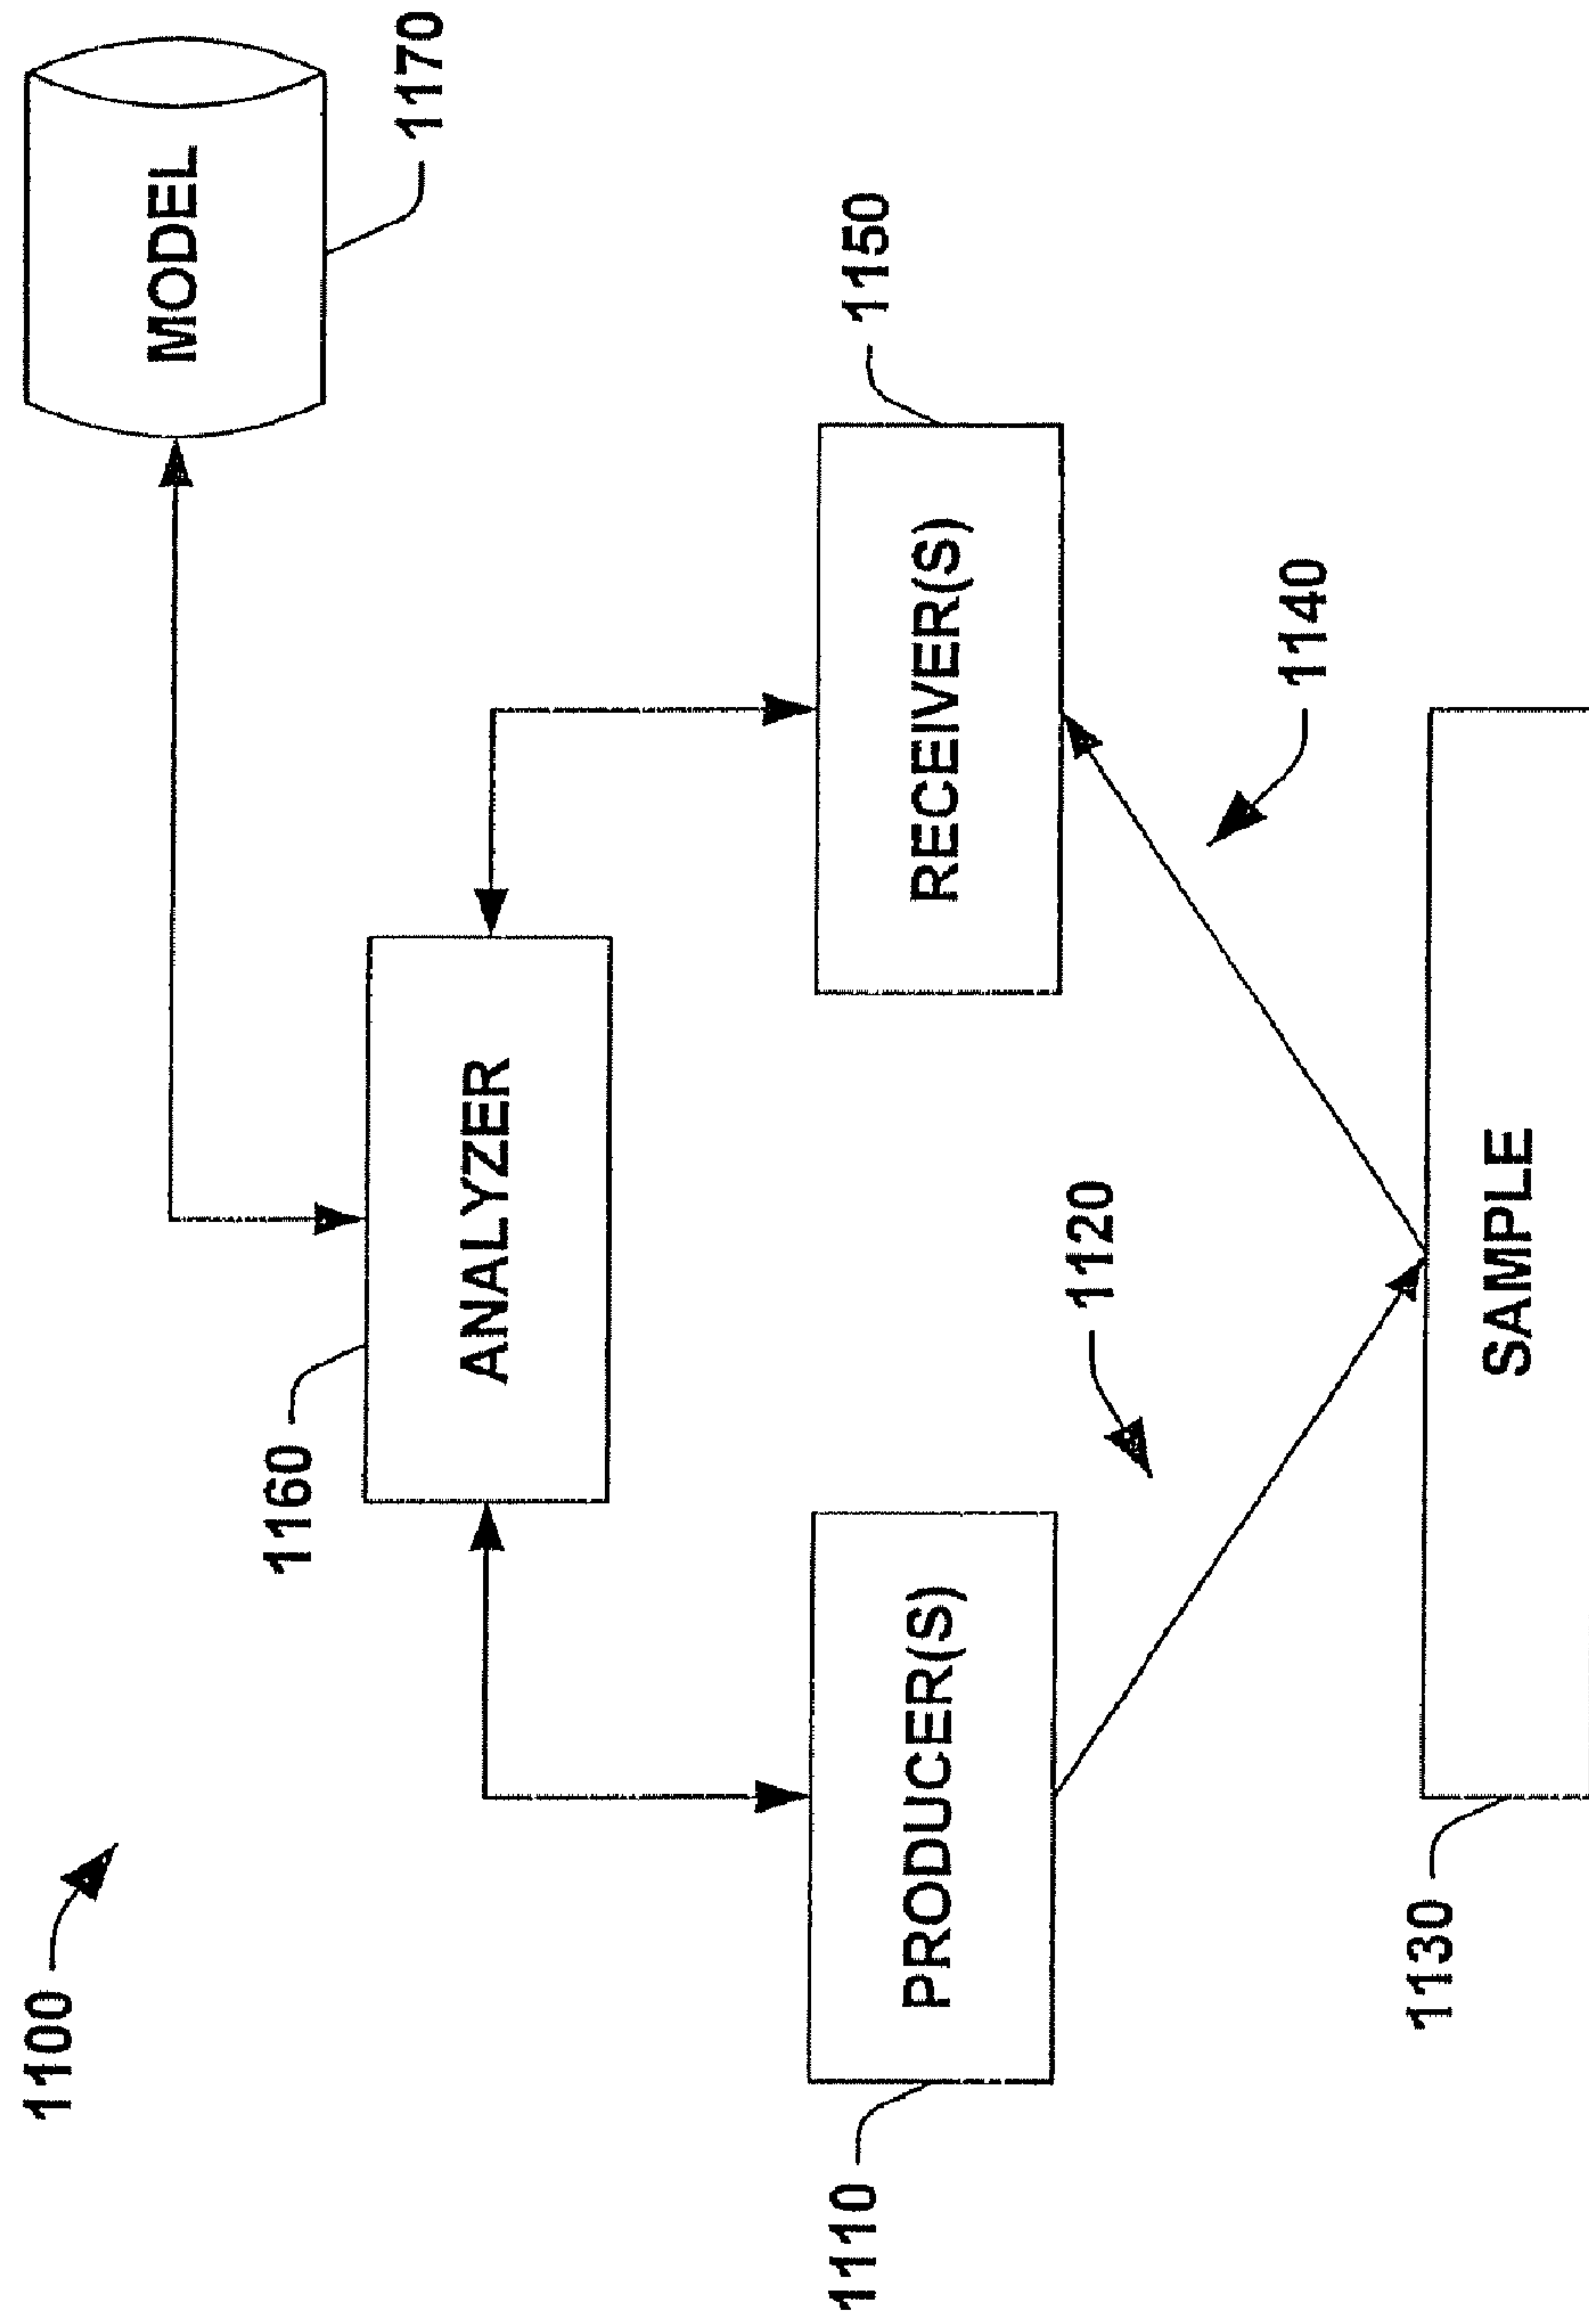 1100
MODEL
1170
1160
ANALYZER
PRODUCER(S)
1110
RECEIVER(S)
1150
1120
1140
1130
SAMPLE